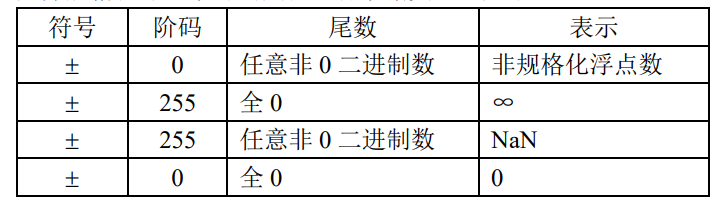 符号 阶码 尾数 表示
± 0 任意非 0 二进制数 非规格化浮点数
± 255 全 0 ∞
± 255 任意非 0 二进制数 NaN
± 0 全 0 0